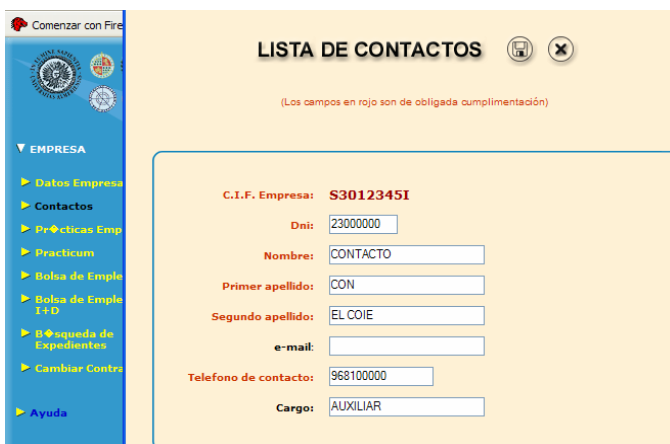 Comenzar con Fire
LISTA DE CONTACTOS
(Los campos en rojo son de obligada cumplimentación)
EMPRESA
Datos Empresa
Contactos
Pr�cticas Emp
Practicum
Bolsa de Emple
Bolsa de Emple
I+D
B�squeda de
Expedientes
Cambiar Contra
Ayuda
C.I.F. Empresa: S3012345I
Dni: 23000000
Nombre: CONTACTO
Primer apellido: CON
Segundo apellido: EL COIE
e-mail:
Telefono de contacto: 968100000
Cargo: AUXILIAR